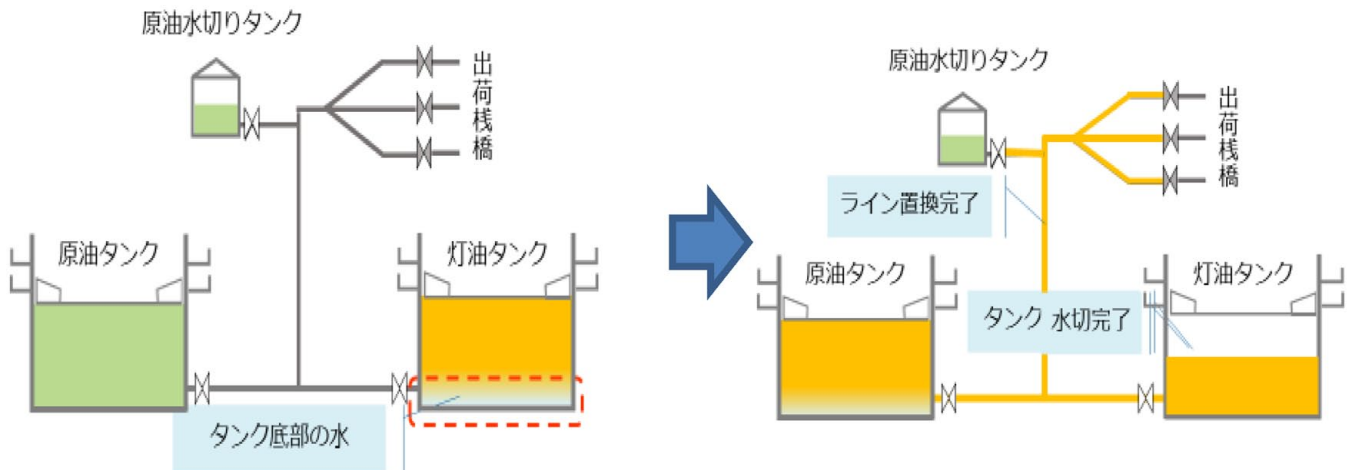 原油水切りタンク
出荷桟橋
原油タンク
灯油タンク
タンク底部の水
原油水切りタンク
出荷桟橋
ライン置換完了
原油タンク
灯油タンク
タンク 水切完了